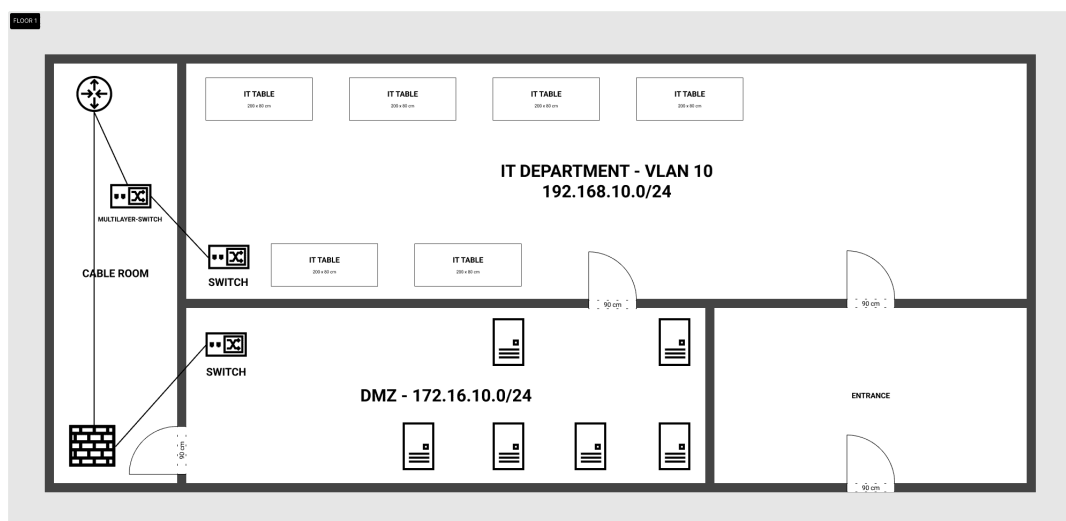 FLOOR 1
IT TABLE
200 x 80 cm
IT TABLE
200 x 80 cm
IT TABLE
200 x 80 cm
IT TABLE
200 x 80 cm
IT DEPARTMENT - VLAN 10
192.168.10.0/24
MULTILAYER-SWITCH
CABLE ROOM
SWITCH
IT TABLE
200 x 80 cm
IT TABLE
200 x 80 cm
90 cm
90 cm
SWITCH
DMZ - 172.16.10.0/24
ENTRANCE
90 cm
90 cm